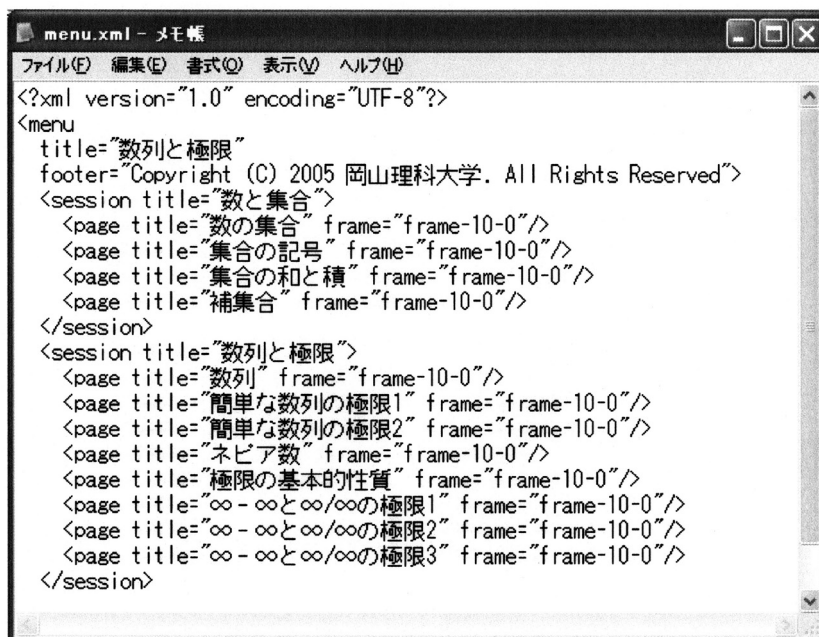 menu.xml - メモ帳
ファイル(F) 編集(E) 書式(O) 表示(V) ヘルプ(H)
<?xml version="1.0" encoding="UTF-8"?>
<menu
  title="数列と極限"
  footer="Copyright (C) 2005 岡山理科大学. All Rights Reserved">
  <session title="数と集合">
    <page title="数の集合" frame="frame-10-0"/>
    <page title="集合の記号" frame="frame-10-0"/>
    <page title="集合の和と積" frame="frame-10-0"/>
    <page title="補集合" frame="frame-10-0"/>
  </session>
  <session title="数列と極限">
    <page title="数列" frame="frame-10-0"/>
    <page title="簡単な数列の極限1" frame="frame-10-0"/>
    <page title="簡単な数列の極限2" frame="frame-10-0"/>
    <page title="ネピア数" frame="frame-10-0"/>
    <page title="極限の基本的性質" frame="frame-10-0"/>
    <page title="∞-∞と∞/∞の極限1" frame="frame-10-0"/>
    <page title="∞-∞と∞/∞の極限2" frame="frame-10-0"/>
    <page title="∞-∞と∞/∞の極限3" frame="frame-10-0"/>
  </session>